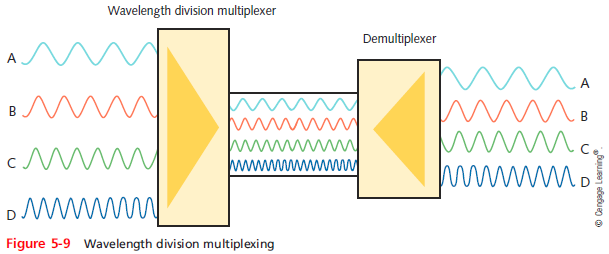 Wavelength division multiplexer
Demultiplexer
A
B
C
D
A
B
C
D
© Cengage Learning®.
Figure 5-9 Wavelength division multiplexing